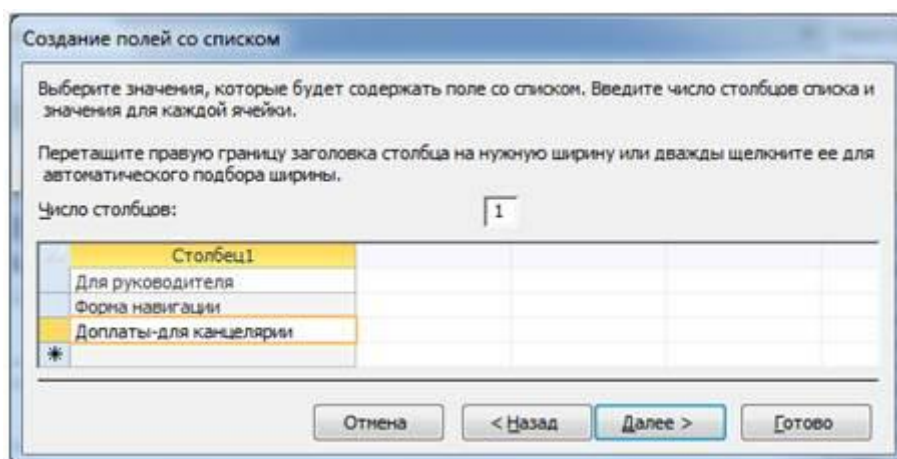 Создание полей со списком
Выберите значения, которые будет содержать поле со списком. Введите число столбцов списка и
значения для каждой ячейки.
Перетащите правую границу заголовка столбца на нужную ширину или дважды щелкните ее для
автоматического подбора ширины.
Число столбцов: 1
Столбец1
Для руководителя
Форма навигации
Доплаты-для канцелярии
Отмена < Назад Далее > Готово